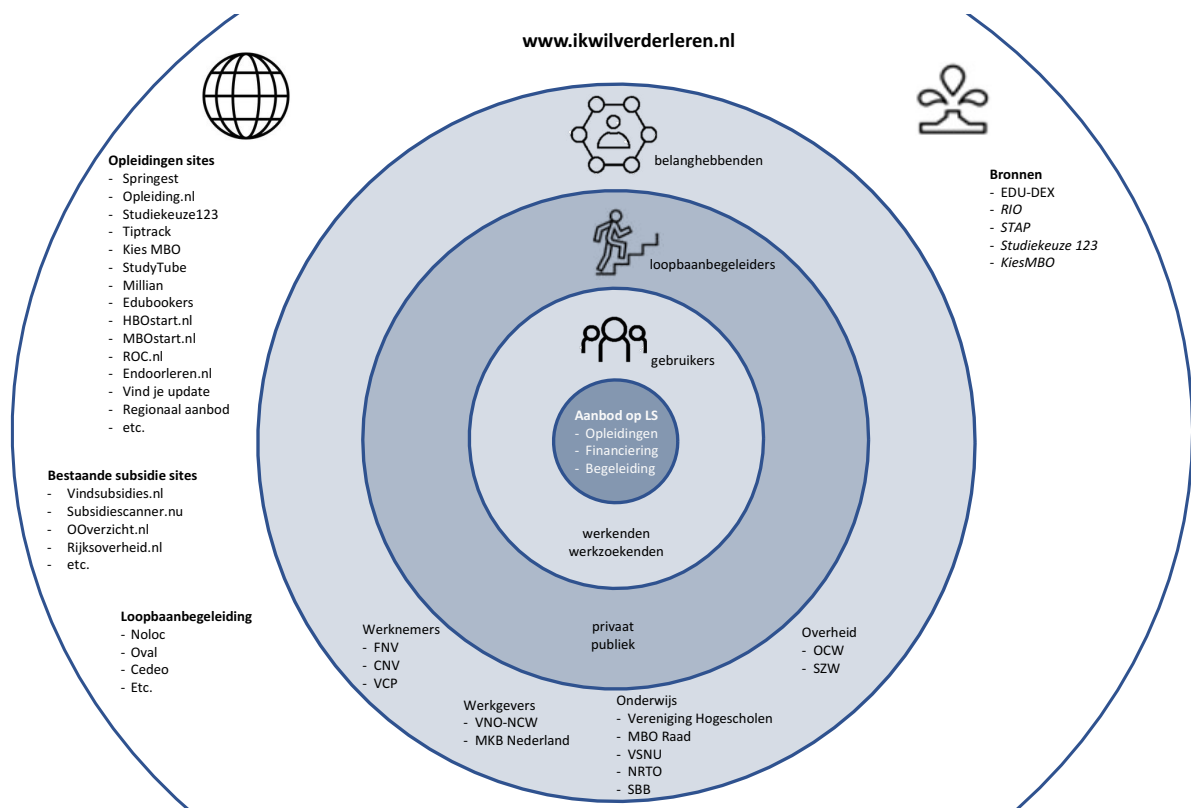 www.ikwilverderleren.nl
belanghebbenden
loopbaanbegeleiders
gebruikers
Aanbod op LS
- Opleidingen
- Financiering
- Begeleiding
werkenden
werkzoekenden
privaat
publiek
Opleidingen sites
- Springest
- Opleiding.nl
- Studiekeuze123
- Tiptrack
- Kies MBO
- StudyTube
- Millian
- Edubookers
- HBOstart.nl
- MBOstart.nl
- ROC.nl
- Endoorleren.nl
- Vind je update
- Regionaal aanbod
- etc.
Bestaande subsidie sites
- Vindsubsidies.nl
- Subsidiescanner.nu
- OOverzicht.nl
- Rijksoverheid.nl
- etc.
Loopbaanbegeleiding
- Noloc
- Oval
- Cedeo
- Etc.
Bronnen
- EDU-DEX
- RIO
- STAP
- Studiekeuze 123
- KiesMBO
Werknemers
- FNV
- CNV
- VCP
Werkgevers
- VNO-NCW
- MKB Nederland
Onderwijs
- Vereniging Hogescholen
- MBO Raad
- VSNU
- NRTO
- SBB
Overheid
- OCW
- SZW